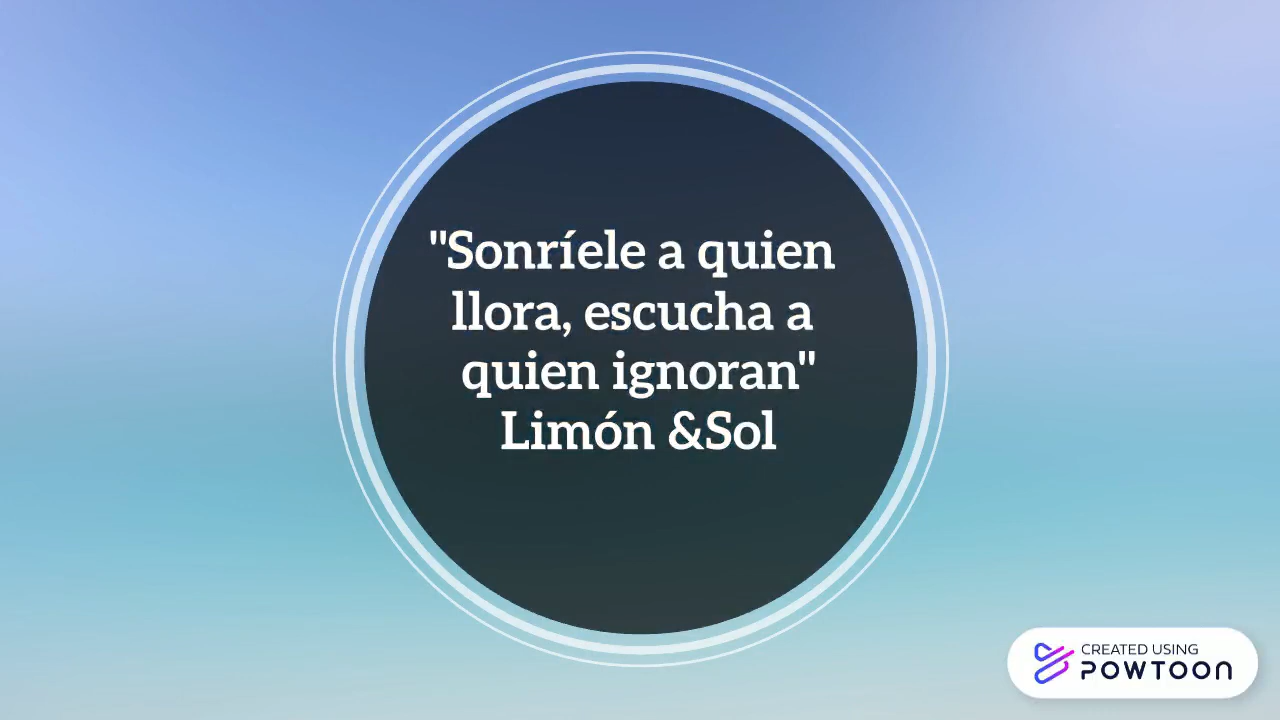 "Sonríele a quien
llora, escucha a
quien ignoran"
Limón &Sol
CREATED USING
POWTOON